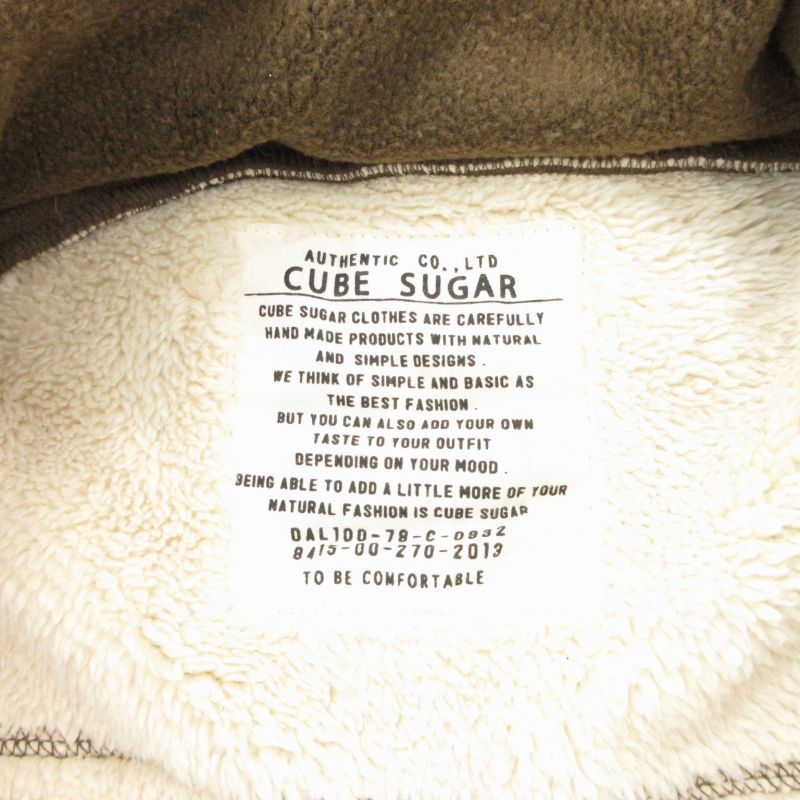 AUTHENTIC CO.,LTD
CUBE SUGAR
CUBE SUGAR CLOTHES ARE CAREFULLY
HAND MADE PRODUCTS WITH NATURAL
AND SIMPLE DESIGNS .
WE THINK OF SIMPLE AND BASIC AS
THE BEST FASHION .
BUT YOU CAN ALSO ADD YOUR OWN
TASTE TO YOUR OUTFIT
DEPENDING ON YOUR MOOD .
BEING ABLE TO ADD A LITTLE MORE OF YOUR
NATURAL FASHION IS CUBE SUGAR
DAL100-79-C-0932
8415-00-270-2013
TO BE COMFORTABLE